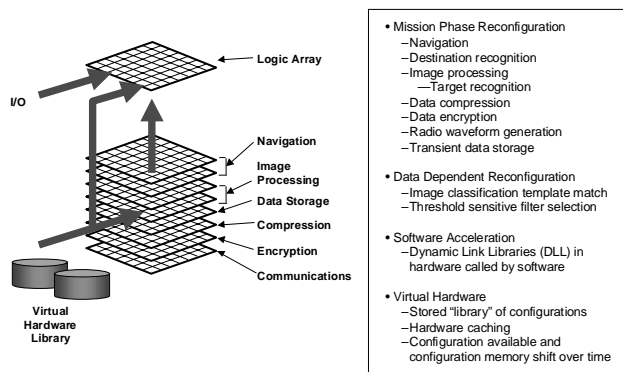 Logic Array
I/O
Navigation
Image
Processing
Data Storage
Compression
Encryption
Communications
Virtual
Hardware
Library
• Mission Phase Reconfiguration
–Navigation
–Destination recognition
–Image processing
—Target recognition
–Data compression
–Data encryption
–Radio waveform generation
–Transient data storage
• Data Dependent Reconfiguration
–Image classification template match
–Threshold sensitive filter selection
• Software Acceleration
–Dynamic Link Libraries (DLL) in
hardware called by software
• Virtual Hardware
–Stored “library” of configurations
–Hardware caching
–Configuration available and
configuration memory shift over time